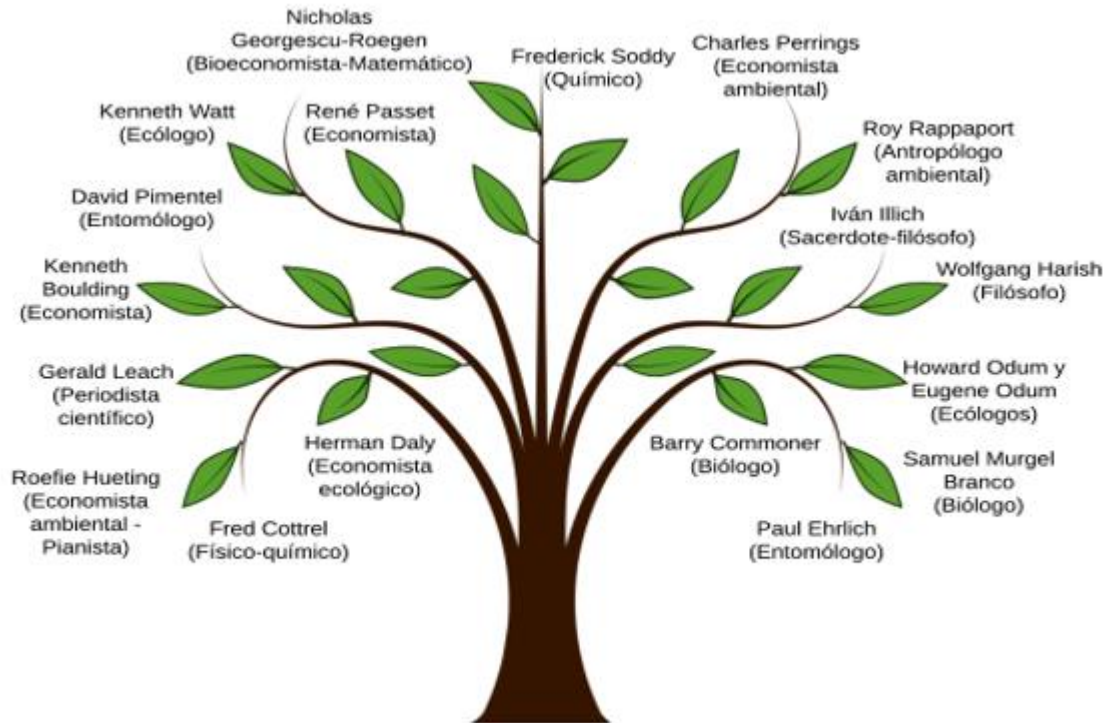 Nicholas
Georgescu-Roegen
(Bioeconomista-Matemático)
Frederick Soddy
(Químico)
Charles Perrings
(Economista
ambiental)
Kenneth Watt
(Ecólogo)
René Passet
(Economista)
Roy Rappaport
(Antropólogo
ambiental)
David Pimentel
(Entomólogo)
Iván Illich
(Sacerdote-filósofo)
Kenneth
Boulding
(Economista)
Wolfgang Harish
(Filósofo)
Gerald Leach
(Periodista
científico)
Howard Odum y
Eugene Odum
(Ecólogos)
Herman Daly
(Economista
ecológico)
Barry Commoner
(Biólogo)
Samuel Murgel
Branco
(Biólogo)
Roefie Hueting
(Economista
ambiental -
Pianista)
Fred Cottrel
(Físico-químico)
Paul Ehrlich
(Entomólogo)